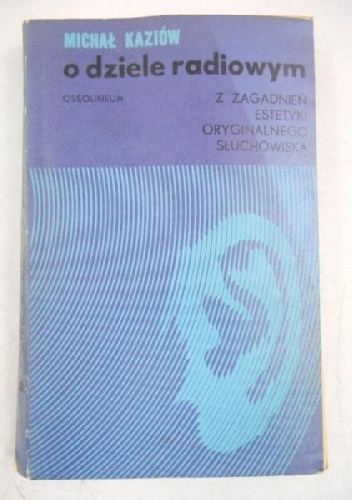 MICHAŁ KAZIÓW
o dziele radiowym
OSSOLINEUM
Z ZAGADNIEŃ
ESTETYKI
ORYGINALNEGO
SŁUCHOWISKA